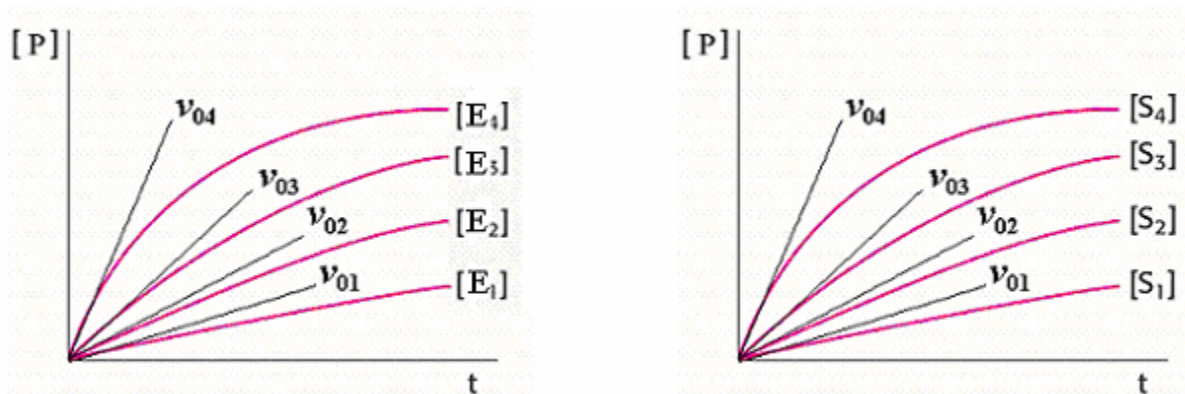 [P]
v₀₄
[E₄]
[E₃]
v₀₃
v₀₂
[E₂]
v₀₁
[E₁]
t
[P]
v₀₄
[S₄]
[S₃]
v₀₃
v₀₂
[S₂]
v₀₁
[S₁]
t